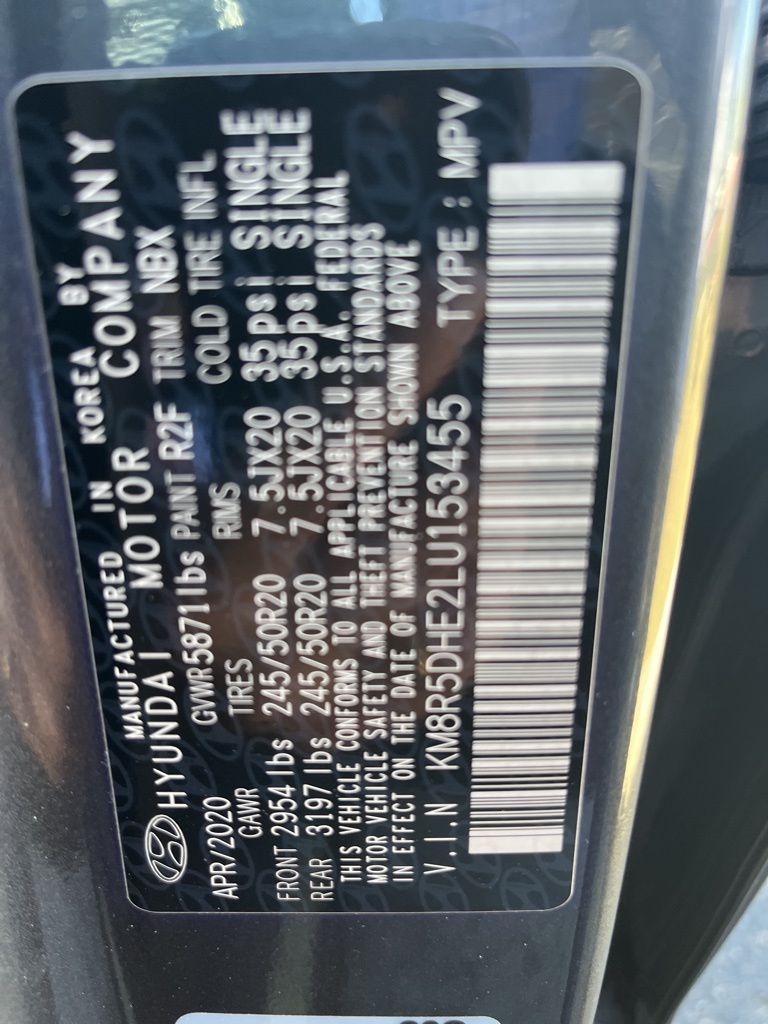 MANUFACTURED IN KOREA BY
HYUNDAI MOTOR COMPANY
APR/2020 GVWR 5871 lbs PAINT R2F TRIM NBX
GAWR TIRES RIMS COLD TIRE INFL
FRONT 2954 lbs 245/50R20 7.5JX20 35psi SINGLE
REAR 3197 lbs 245/50R20 7.5JX20 35psi SINGLE
THIS VEHICLE CONFORMS TO ALL APPLICABLE U.S.A. FEDERAL
MOTOR VEHICLE SAFETY AND THEFT PREVENTION STANDARDS
IN EFFECT ON THE DATE OF MANUFACTURE SHOWN ABOVE
V.I.N KM8R5DHE2LU153455 TYPE : MPV